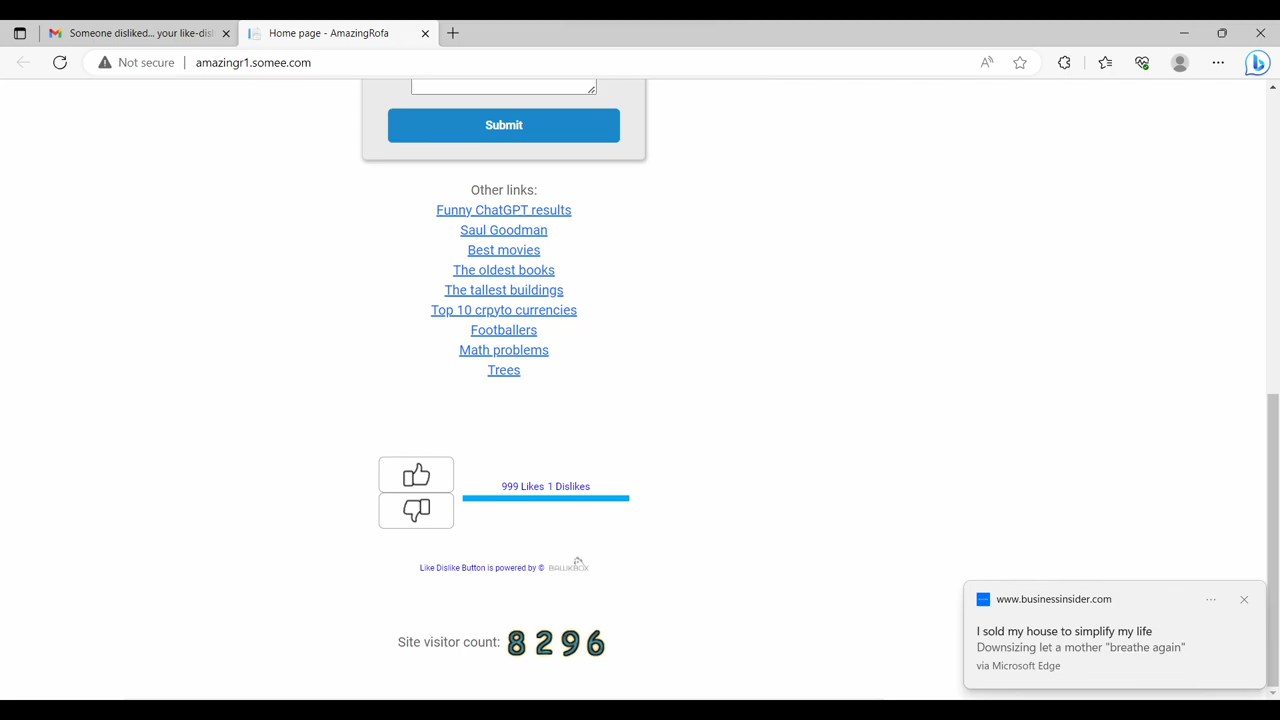 Someone disliked... your like-disl
Home page - AmazingRofa
Not secure
amazingr1.somee.com
Submit
Other links:
Funny ChatGPT results
Saul Goodman
Best movies
The oldest books
The tallest buildings
Top 10 crpyto currencies
Footballers
Math problems
Trees
999 Likes 1 Dislikes
Like Dislike Button is powered by © BAWKBOX
Site visitor count: 8296
www.businessinsider.com
I sold my house to simplify my life
Downsizing let a mother "breathe again"
via Microsoft Edge